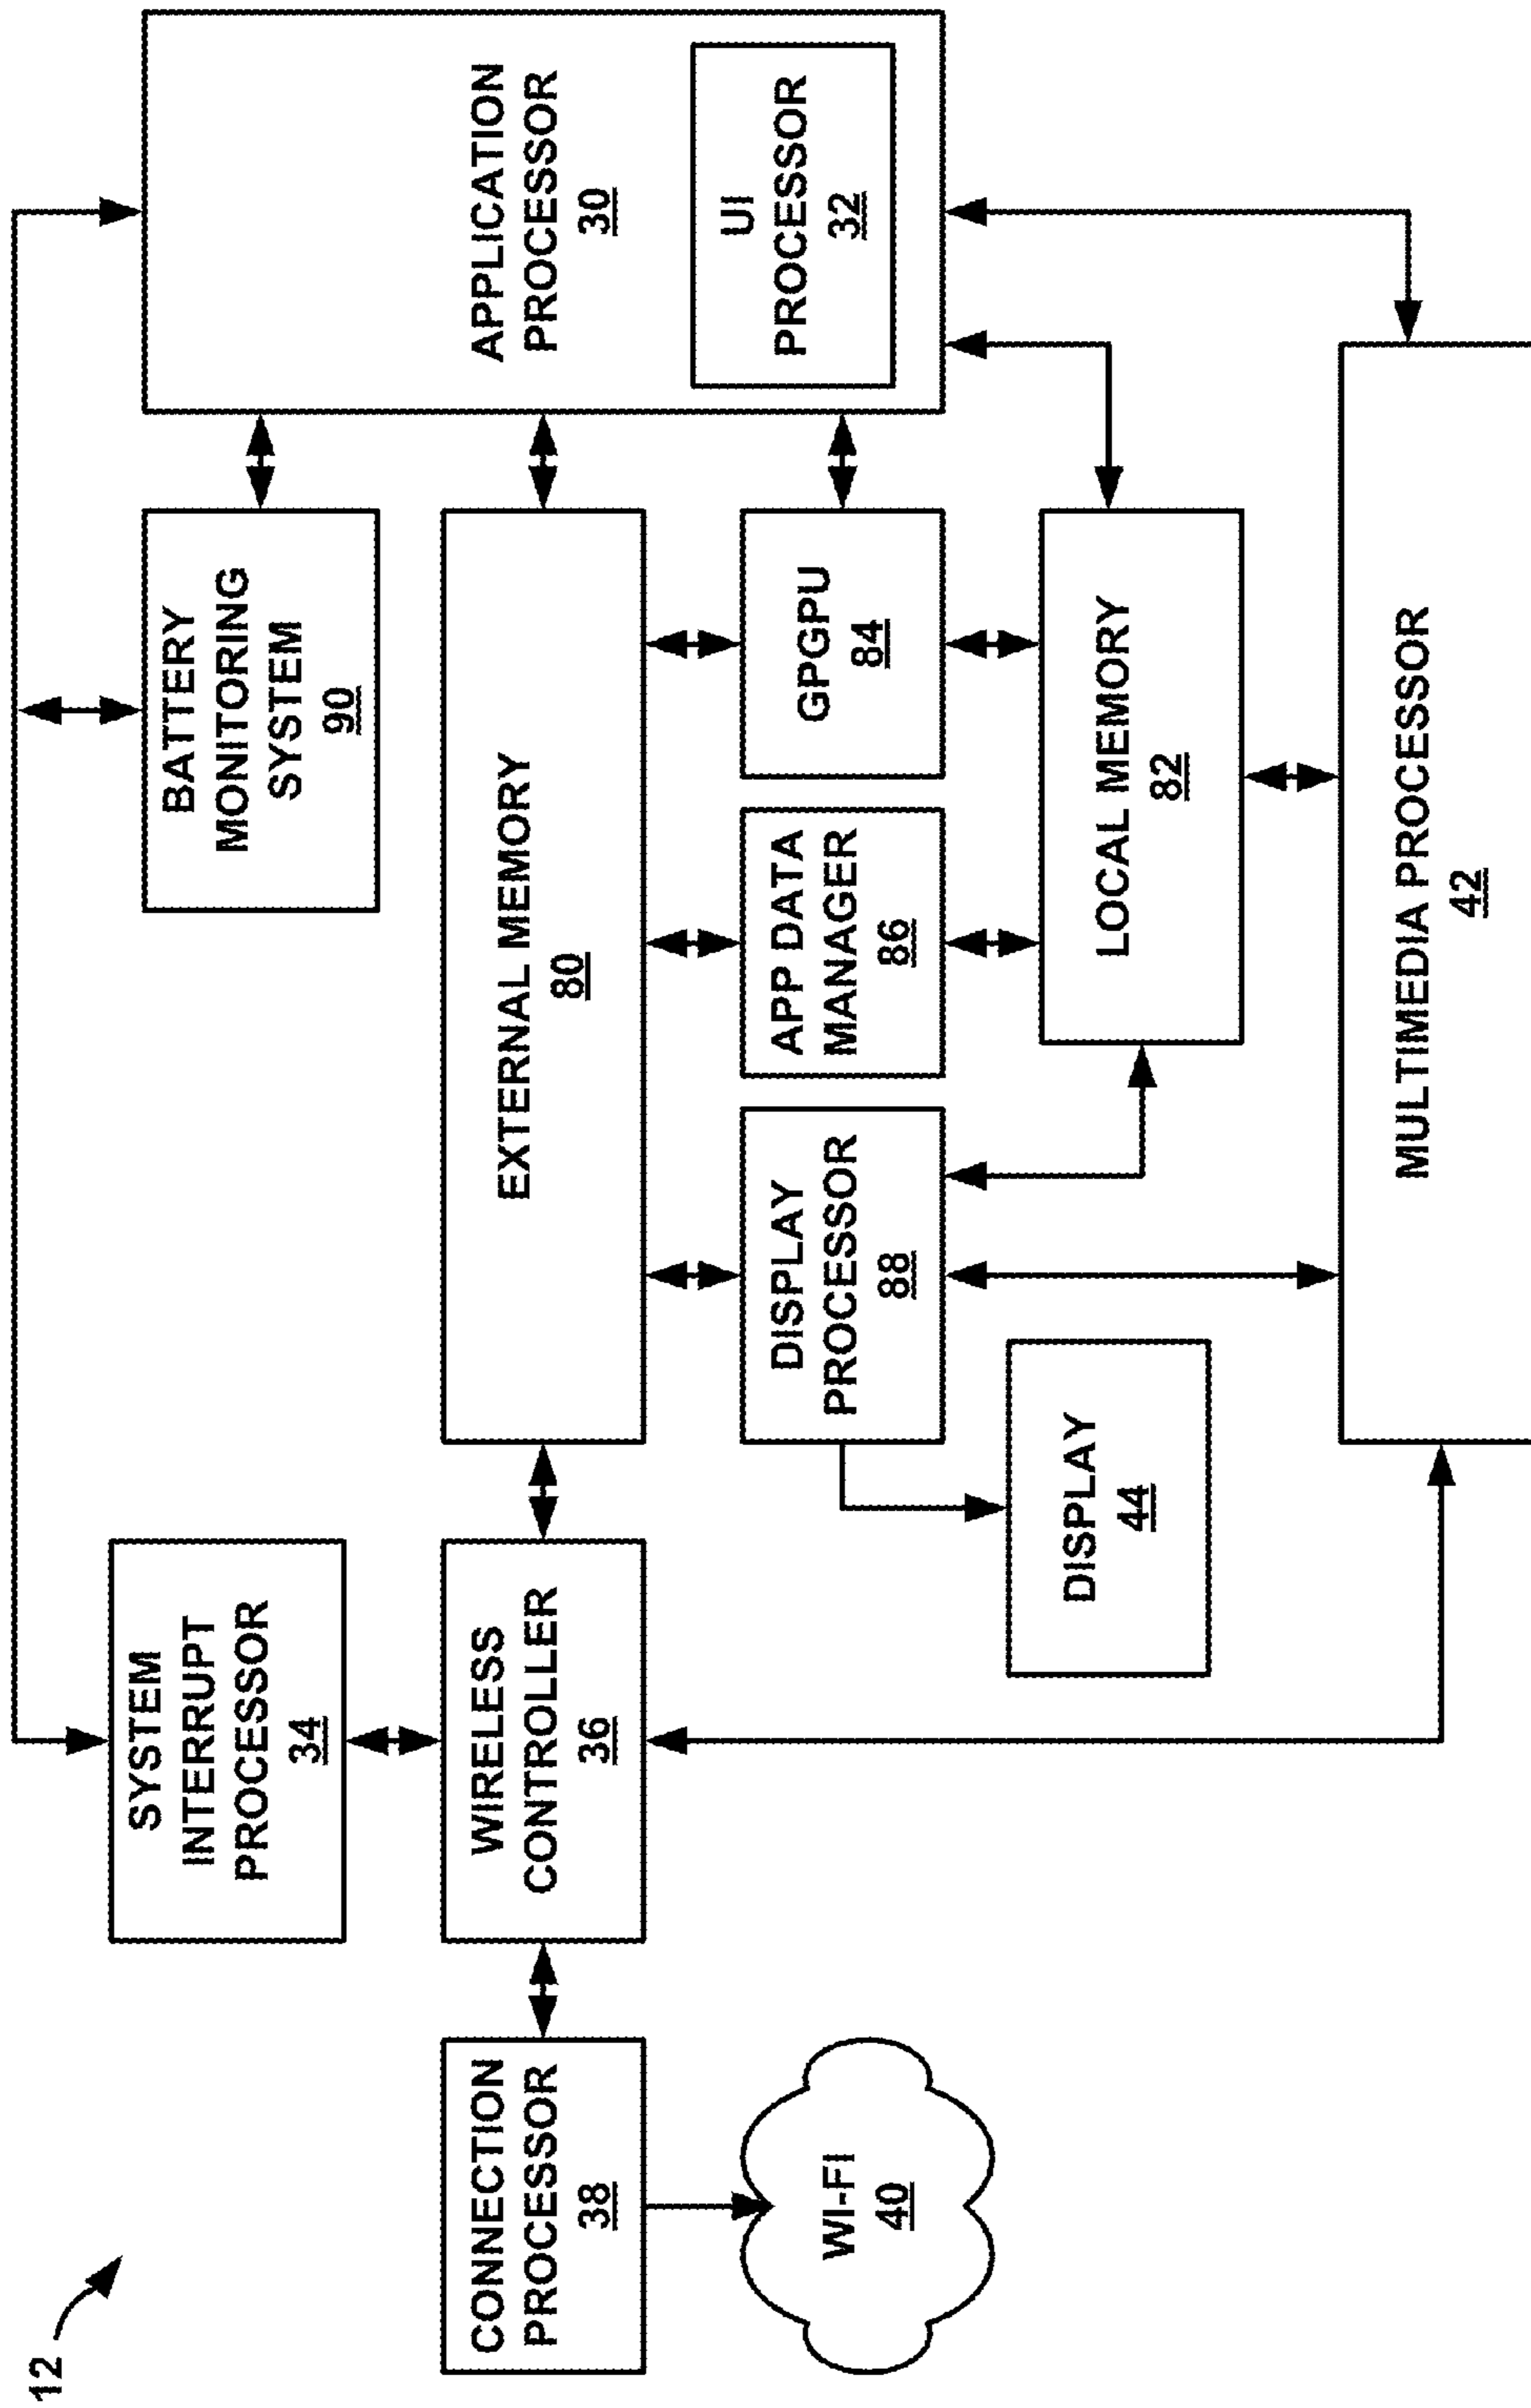 12
SYSTEM
INTERRUPT
PROCESSOR
34
BATTERY
MONITORING
SYSTEM
90
APPLICATION
PROCESSOR
30
UI
PROCESSOR
32
CONNECTION
PROCESSOR
38
WIRELESS
CONTROLLER
36
EXTERNAL MEMORY
80
WI-FI
40
DISPLAY
PROCESSOR
88
APP DATA
MANAGER
86
GPGPU
84
DISPLAY
44
LOCAL MEMORY
82
MULTIMEDIA PROCESSOR
42